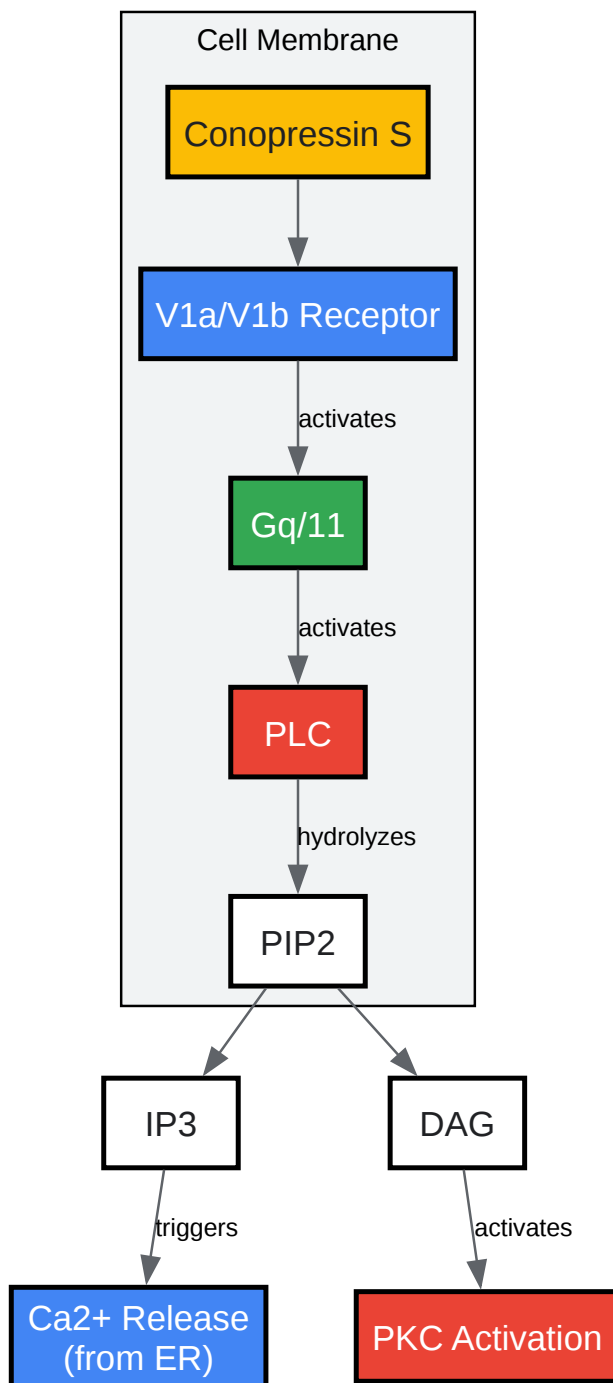 Cell Membrane
Conopressin S
V1a/V1b Receptor
activates
Gq/11
activates
PLC
hydrolyzes
PIP2
IP3
DAG
triggers
activates
Ca2+ Release
(from ER)
PKC Activation